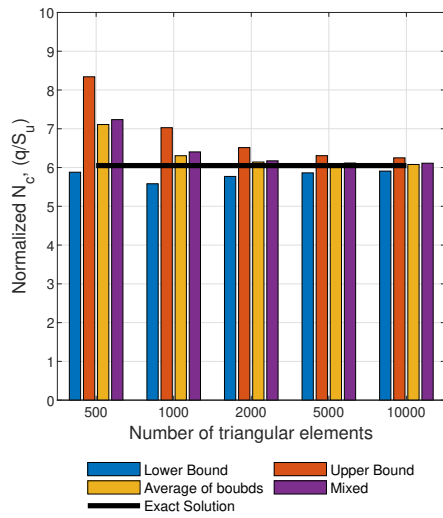 10
9
8
7
6
5
4
3
2
1
0
Normalized N_c, (q/S_u)
500
1000
2000
5000
10000
Number of triangular elements
Lower Bound
Upper Bound
Average of boubds
Mixed
Exact Solution